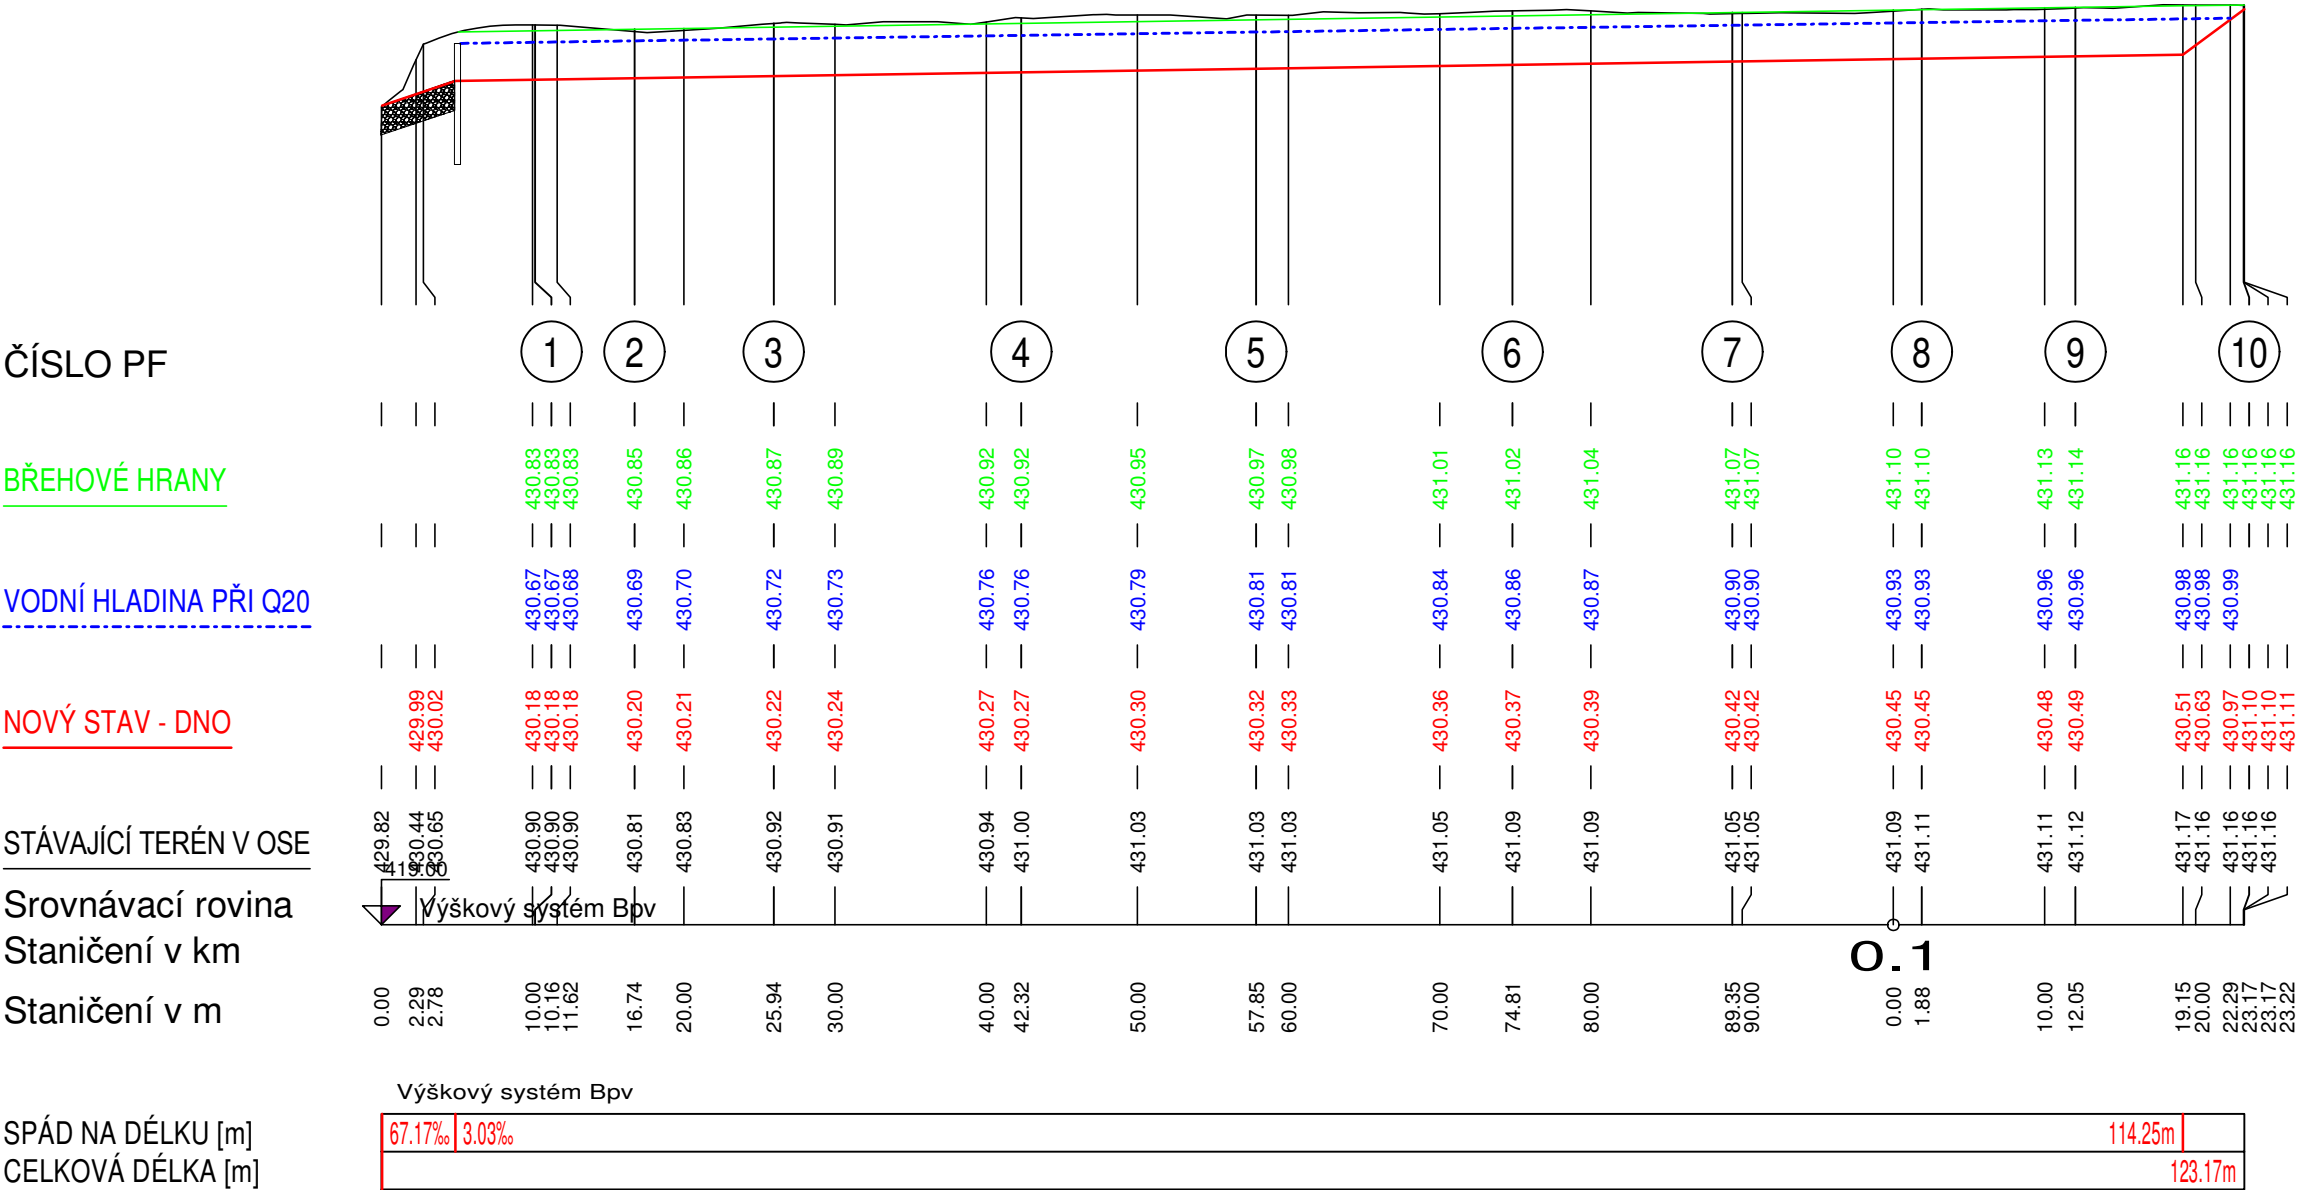 ČÍSLO PF 1 2 3 4 5 6 7 8 9 10
BŘEHOVÉ HRANY 430.83 430.83 430.83 430.85 430.86 430.87 430.89 430.92 430.92 430.95 430.97 430.98 431.01 431.02 431.04 431.07 431.07 431.10 431.10 431.13 431.14 431.16 431.16 431.16 431.16 431.16 431.16
VODNÍ HLADINA PŘI Q20 430.67 430.67 430.68 430.69 430.70 430.72 430.73 430.76 430.76 430.79 430.81 430.81 430.84 430.86 430.87 430.90 430.90 430.93 430.93 430.96 430.96 430.98 430.98 430.99
NOVÝ STAV - DNO 429.99 430.02 430.18 430.18 430.18 430.20 430.21 430.22 430.24 430.27 430.27 430.30 430.32 430.33 430.36 430.37 430.39 430.42 430.42 430.45 430.45 430.48 430.49 430.51 430.63 430.97 431.10 431.10 431.11
STÁVAJÍCÍ TERÉN V OSE 429.82 430.44 430.65 430.90 430.90 430.90 430.81 430.83 430.92 430.91 430.94 431.00 431.03 431.03 431.03 431.05 431.09 431.09 431.05 431.05 431.09 431.11 431.11 431.12 431.17 431.16 431.16 431.16 431.16
419.00
Srovnávací rovina Výškový systém Bpv
Staničení v km 0.1
Staničení v m 0.00 2.29 2.78 10.00 10.16 11.62 16.74 20.00 25.94 30.00 40.00 42.32 50.00 57.85 60.00 70.00 74.81 80.00 89.35 90.00 0.00 1.88 10.00 12.05 19.15 20.00 22.29 23.17 23.17 23.22
Výškový systém Bpv
SPÁD NA DÉLKU [m] 67.17‰ 3.03‰ 114.25m
CELKOVÁ DÉLKA [m] 123.17m